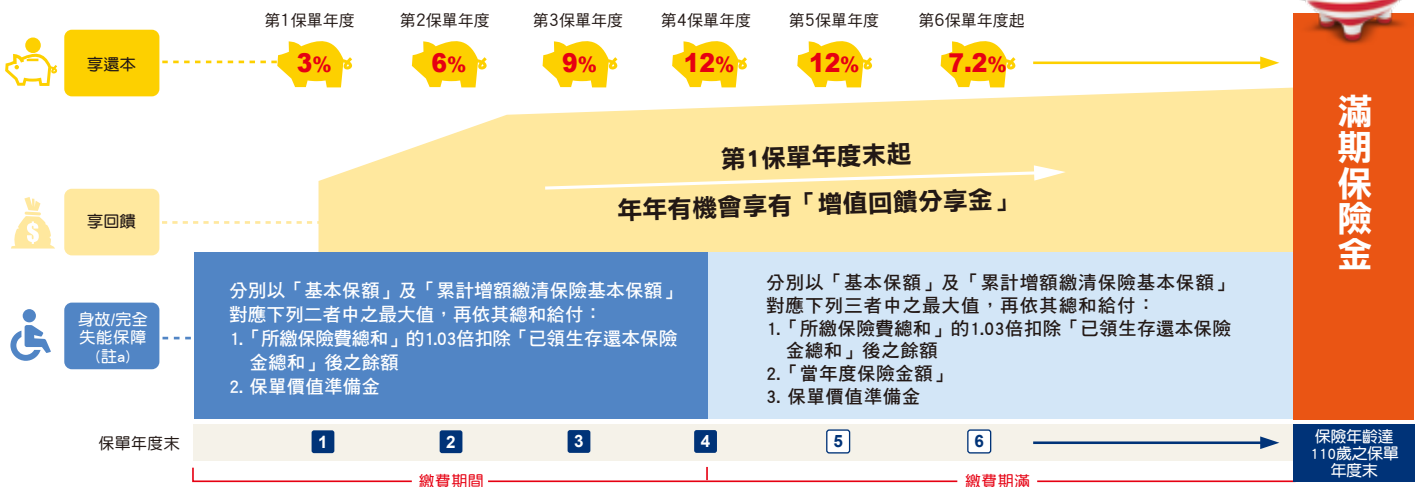 第1保單年度
第2保單年度
第3保單年度
第4保單年度
第5保單年度
第6保單年度起
享還本
3%
6%
9%
12%
12%
7.2%
第1保單年度末起
年年有機會享有「增值回饋分享金」
享回饋
$
身故/完全
失能保障
(註a)
分別以「基本保額」及「累計增額繳清保險基本保額」
對應下列二者中之最大值，再依其總和給付：
1.「所繳保險費總和」的1.03倍扣除「已領生存還本保險
金總和」後之餘額
2. 保單價值準備金
分別以「基本保額」及「累計增額繳清保險基本保額」
對應下列三者中之最大值，再依其總和給付：
1.「所繳保險費總和」的1.03倍扣除「已領生存還本保險
金總和」後之餘額
2.「當年度保險金額」
3. 保單價值準備金
滿期保險金
保單年度末
1
2
3
4
5
6
保險年齡達
110歲之保單
年度末
繳費期間
繳費期滿